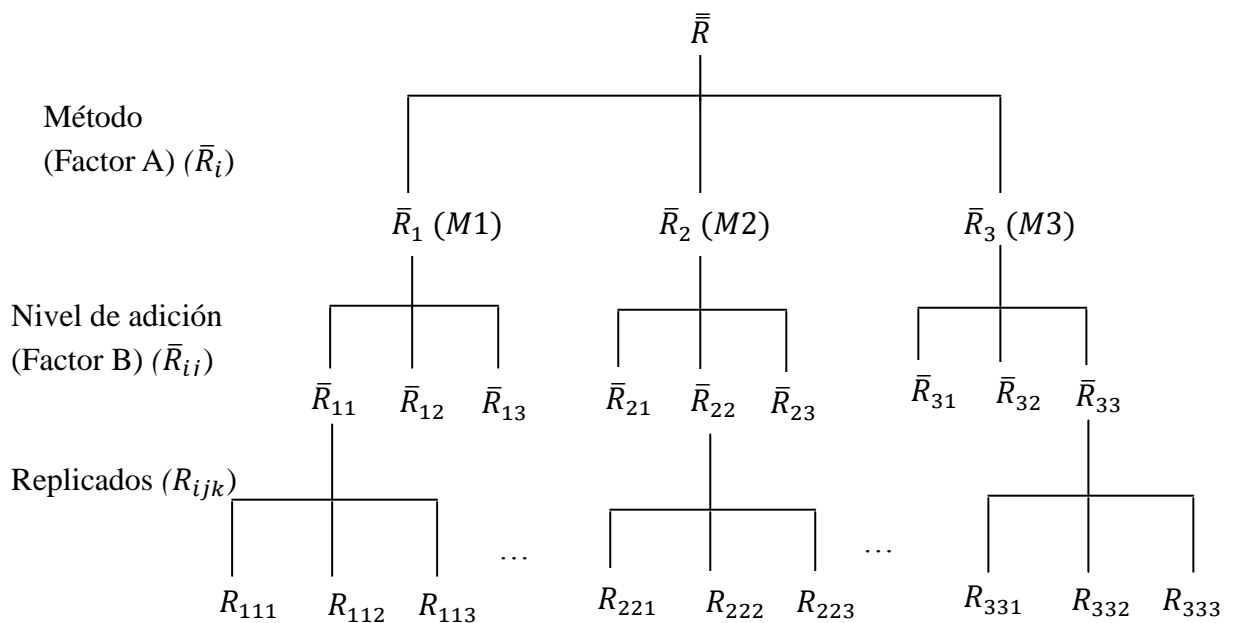 R̿
Método
(Factor A) (R̄ᵢ)
R̄₁ (M1) R̄₂ (M2) R̄₃ (M3)
Nivel de adición
(Factor B) (R̄ᵢⱼ)
R̄₁₁ R̄₁₂ R̄₁₃ R̄₂₁ R̄₂₂ R̄₂₃ R̄₃₁ R̄₃₂ R̄₃₃
Replicados (Rᵢⱼₖ)
... ...
R₁₁₁ R₁₁₂ R₁₁₃ R₂₂₁ R₂₂₂ R₂₂₃ R₃₃₁ R₃₃₂ R₃₃₃